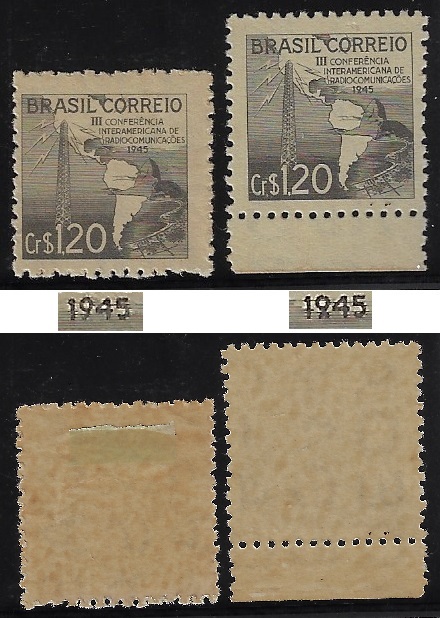 BRASIL CORREIO
III CONFERÊNCIA
INTERAMERICANA DE
RADIOCOMUNICAÇÕES
1945
Cr$1,20
BRASIL CORREIO
III CONFERÊNCIA
INTERAMERICANA DE
RADIOCOMUNICAÇÕES
1945
Cr$1,20
1945
1945